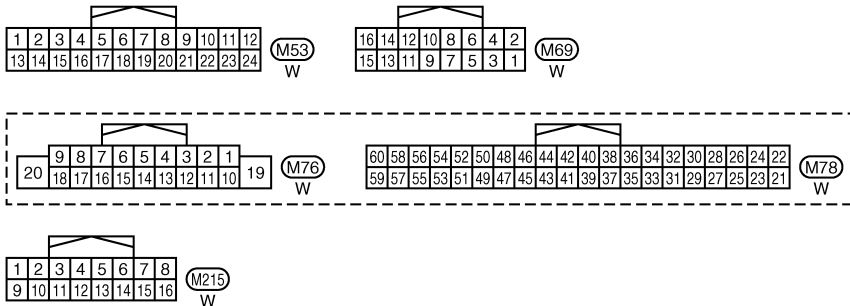 1 2 3 4 5 6 7 8 9 10 11 12
13 14 15 16 17 18 19 20 21 22 23 24
M53
W
16 14 12 10 8 6 4 2
15 13 11 9 7 5 3 1
M69
W
9 8 7 6 5 4 3 2 1
20 18 17 16 15 14 13 12 11 10 19
M76
W
60 58 56 54 52 50 48 46 44 42 40 38 36 34 32 30 28 26 24 22
59 57 55 53 51 49 47 45 43 41 39 37 35 33 31 29 27 25 23 21
M78
W
1 2 3 4 5 6 7 8
9 10 11 12 13 14 15 16
M215
W